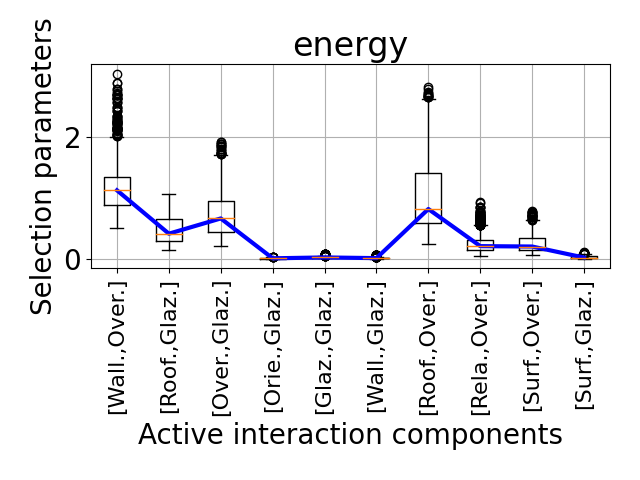 energy
Selection parameters
2
0
[Wall.,Over.]
[Roof.,Glaz.]
[Over.,Glaz.]
[Orie.,Glaz.]
[Glaz.,Glaz.]
[Wall.,Glaz.]
[Roof.,Over.]
[Rela.,Over.]
[Surf.,Over.]
[Surf.,Glaz.]
Active interaction components